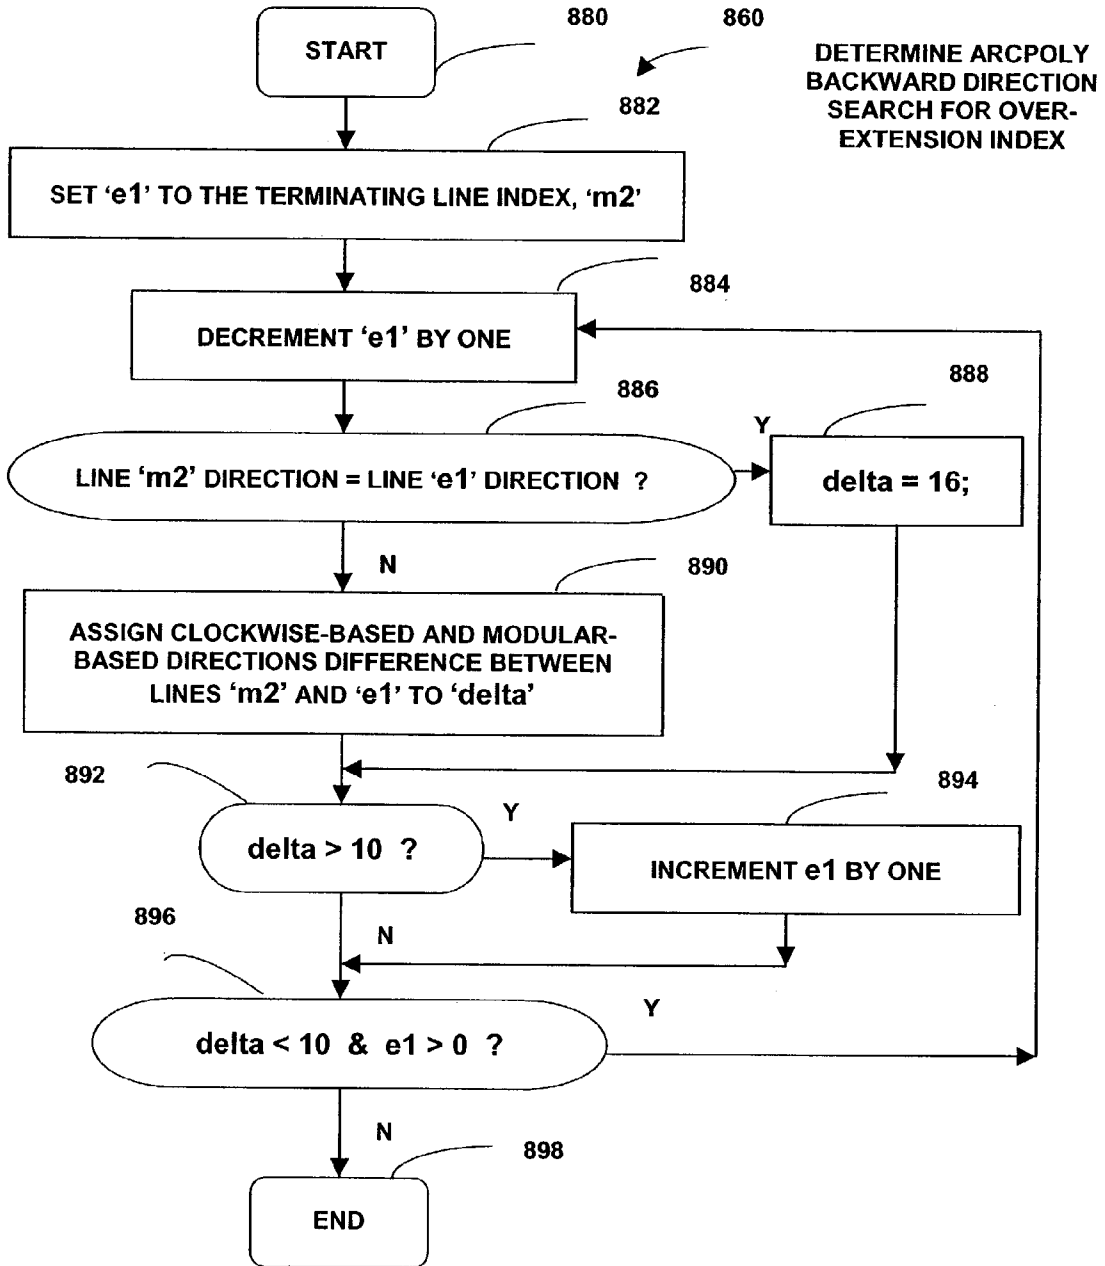 880
860
START
DETERMINE ARCPOLY
BACKWARD DIRECTION
SEARCH FOR OVER-
EXTENSION INDEX
882
SET ‘e1’ TO THE TERMINATING LINE INDEX, ‘m2’
884
DECREMENT ‘e1’ BY ONE
886
888
Y
LINE ‘m2’ DIRECTION = LINE ‘e1’ DIRECTION ?
delta = 16;
N
890
ASSIGN CLOCKWISE-BASED AND MODULAR-
BASED DIRECTIONS DIFFERENCE BETWEEN
LINES ‘m2’ AND ‘e1’ TO ‘delta’
892
894
Y
delta > 10 ?
INCREMENT e1 BY ONE
896
N
Y
delta < 10 & e1 > 0 ?
N
898
END